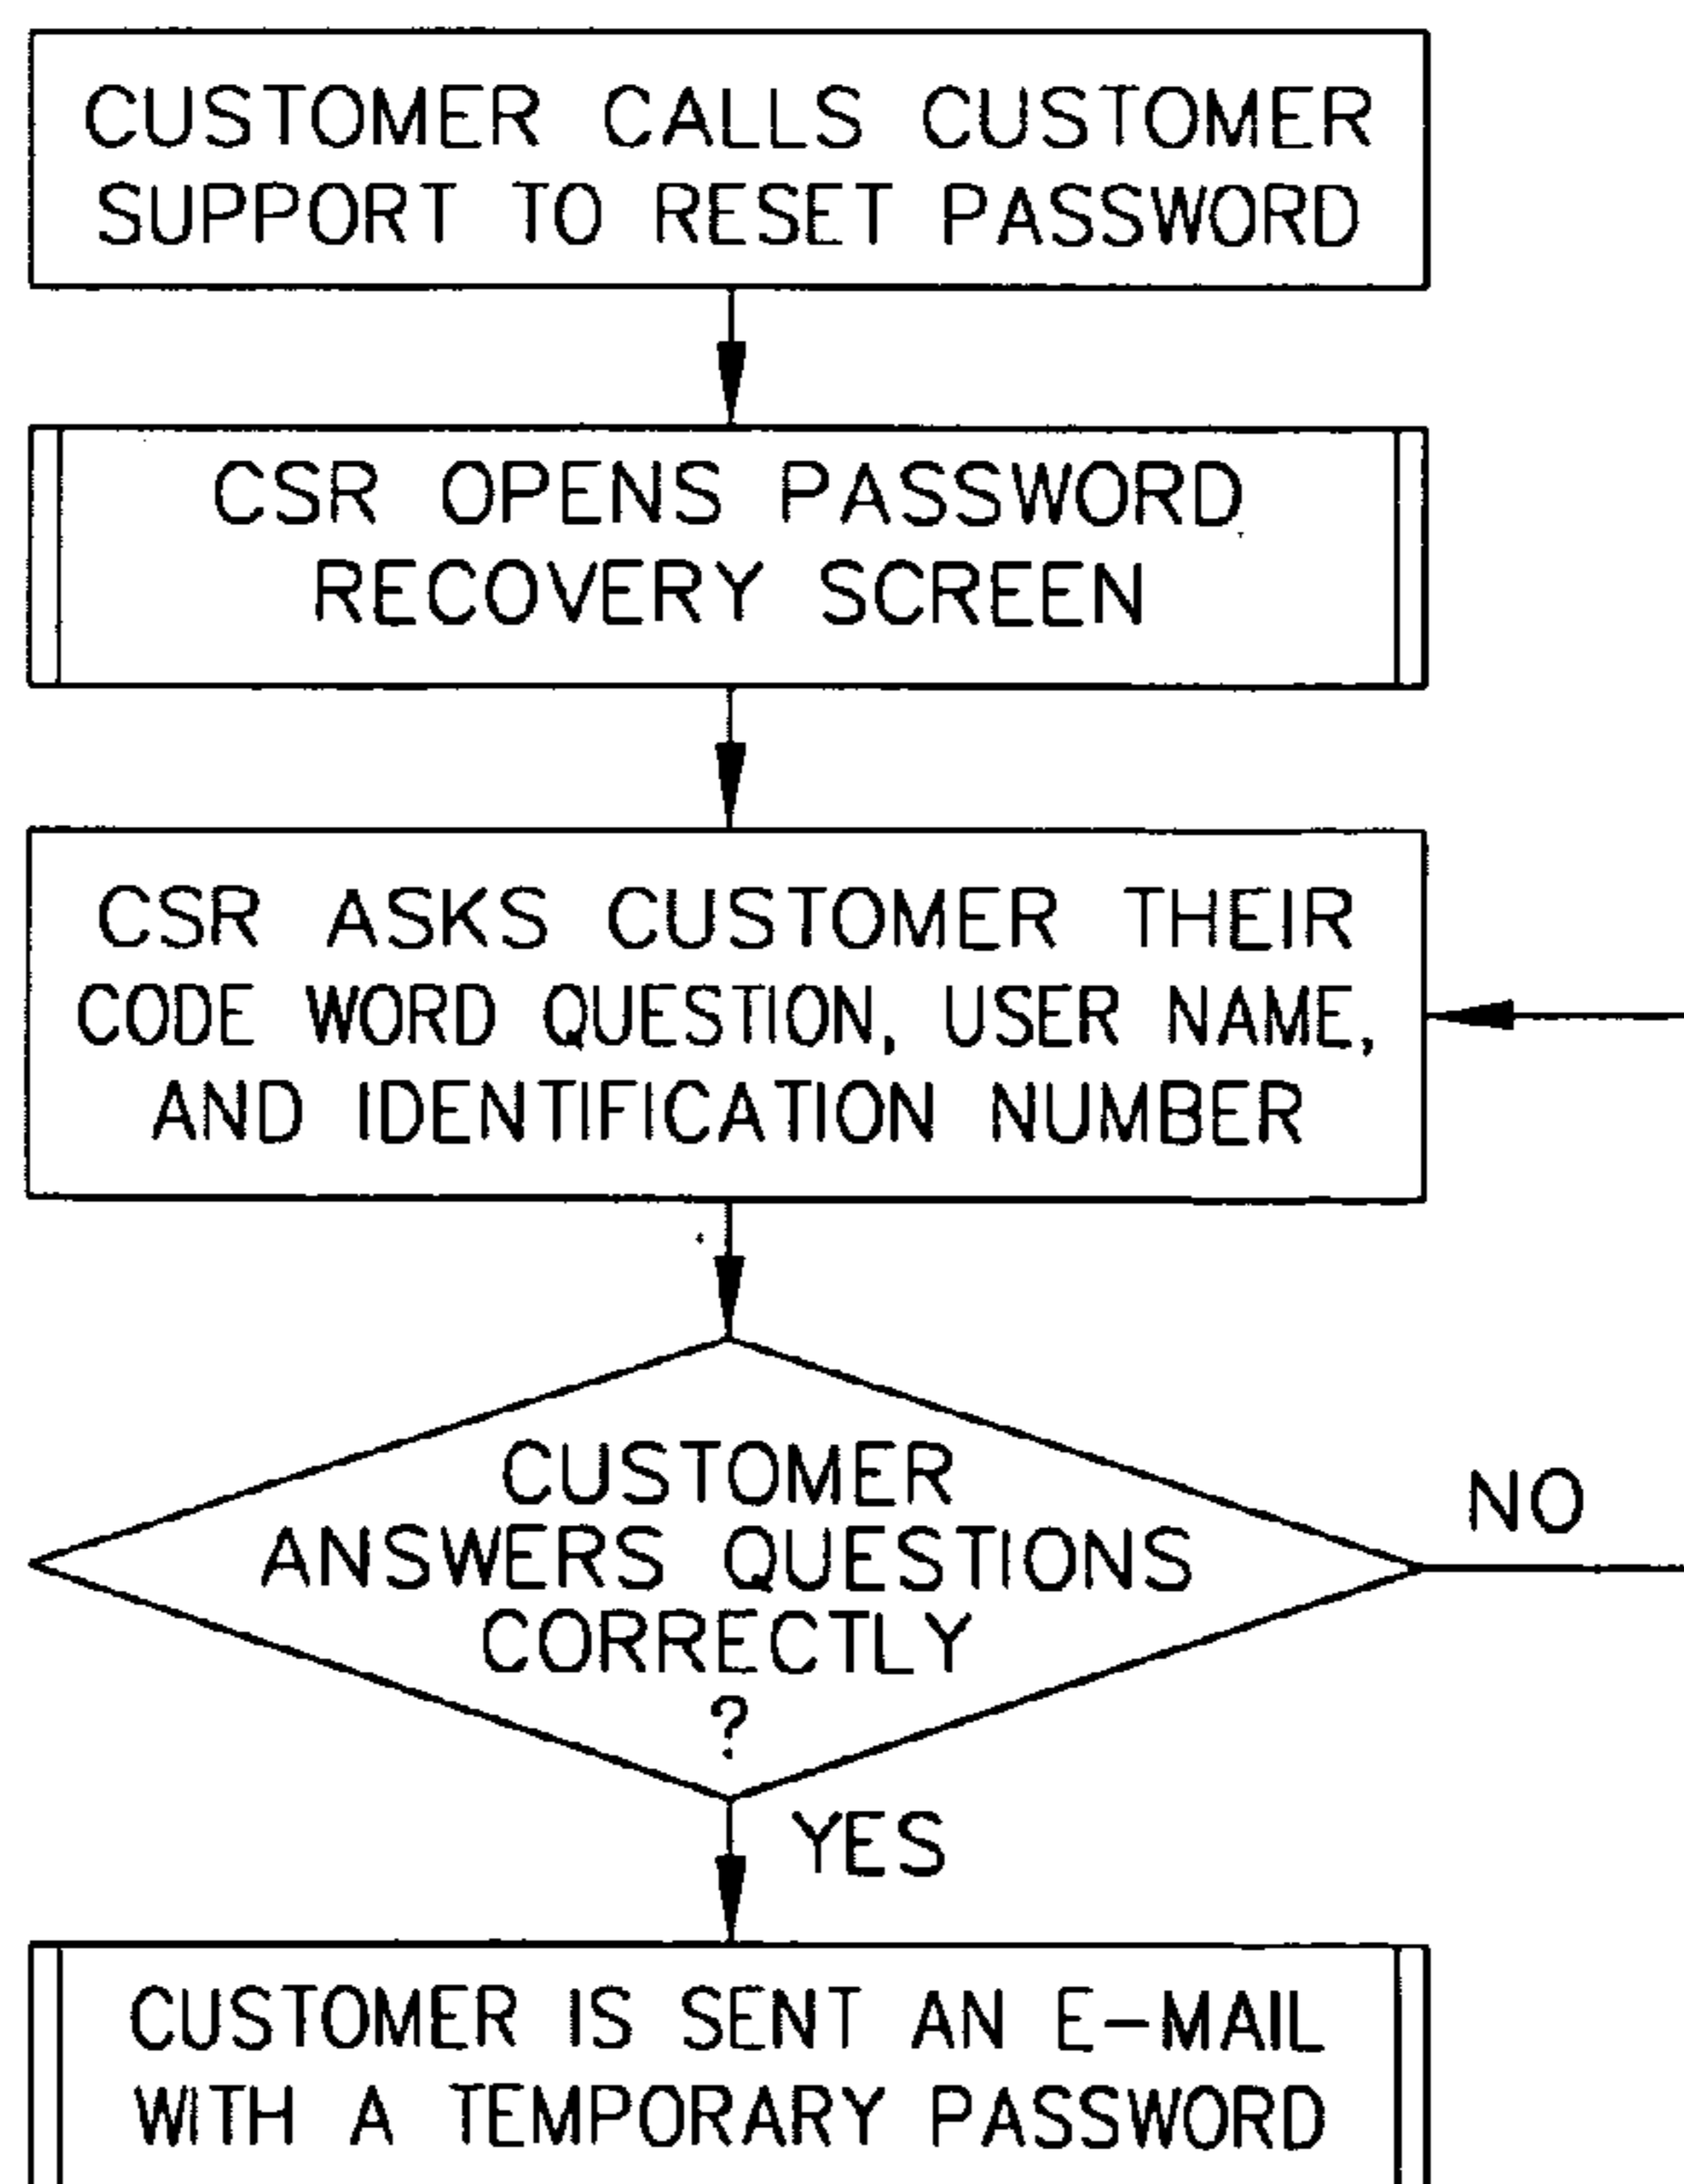 CUSTOMER CALLS CUSTOMER
SUPPORT TO RESET PASSWORD
CSR OPENS PASSWORD
RECOVERY SCREEN
CSR ASKS CUSTOMER THEIR
CODE WORD QUESTION, USER NAME,
AND IDENTIFICATION NUMBER
CUSTOMER
ANSWERS QUESTIONS
CORRECTLY
?
NO
YES
CUSTOMER IS SENT AN E-MAIL
WITH A TEMPORARY PASSWORD